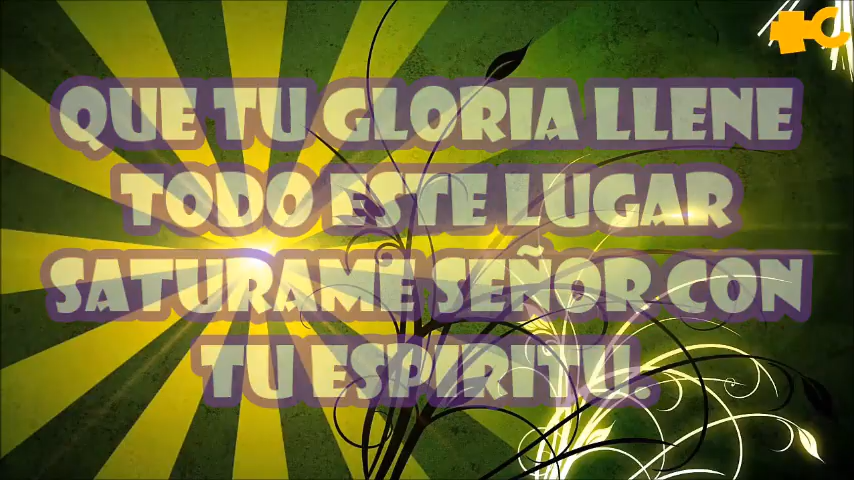 QUE TU GLORIA LLENE
TODO ESTE LUGAR
SATURAME SEÑOR CON
TU ESPIRITU.